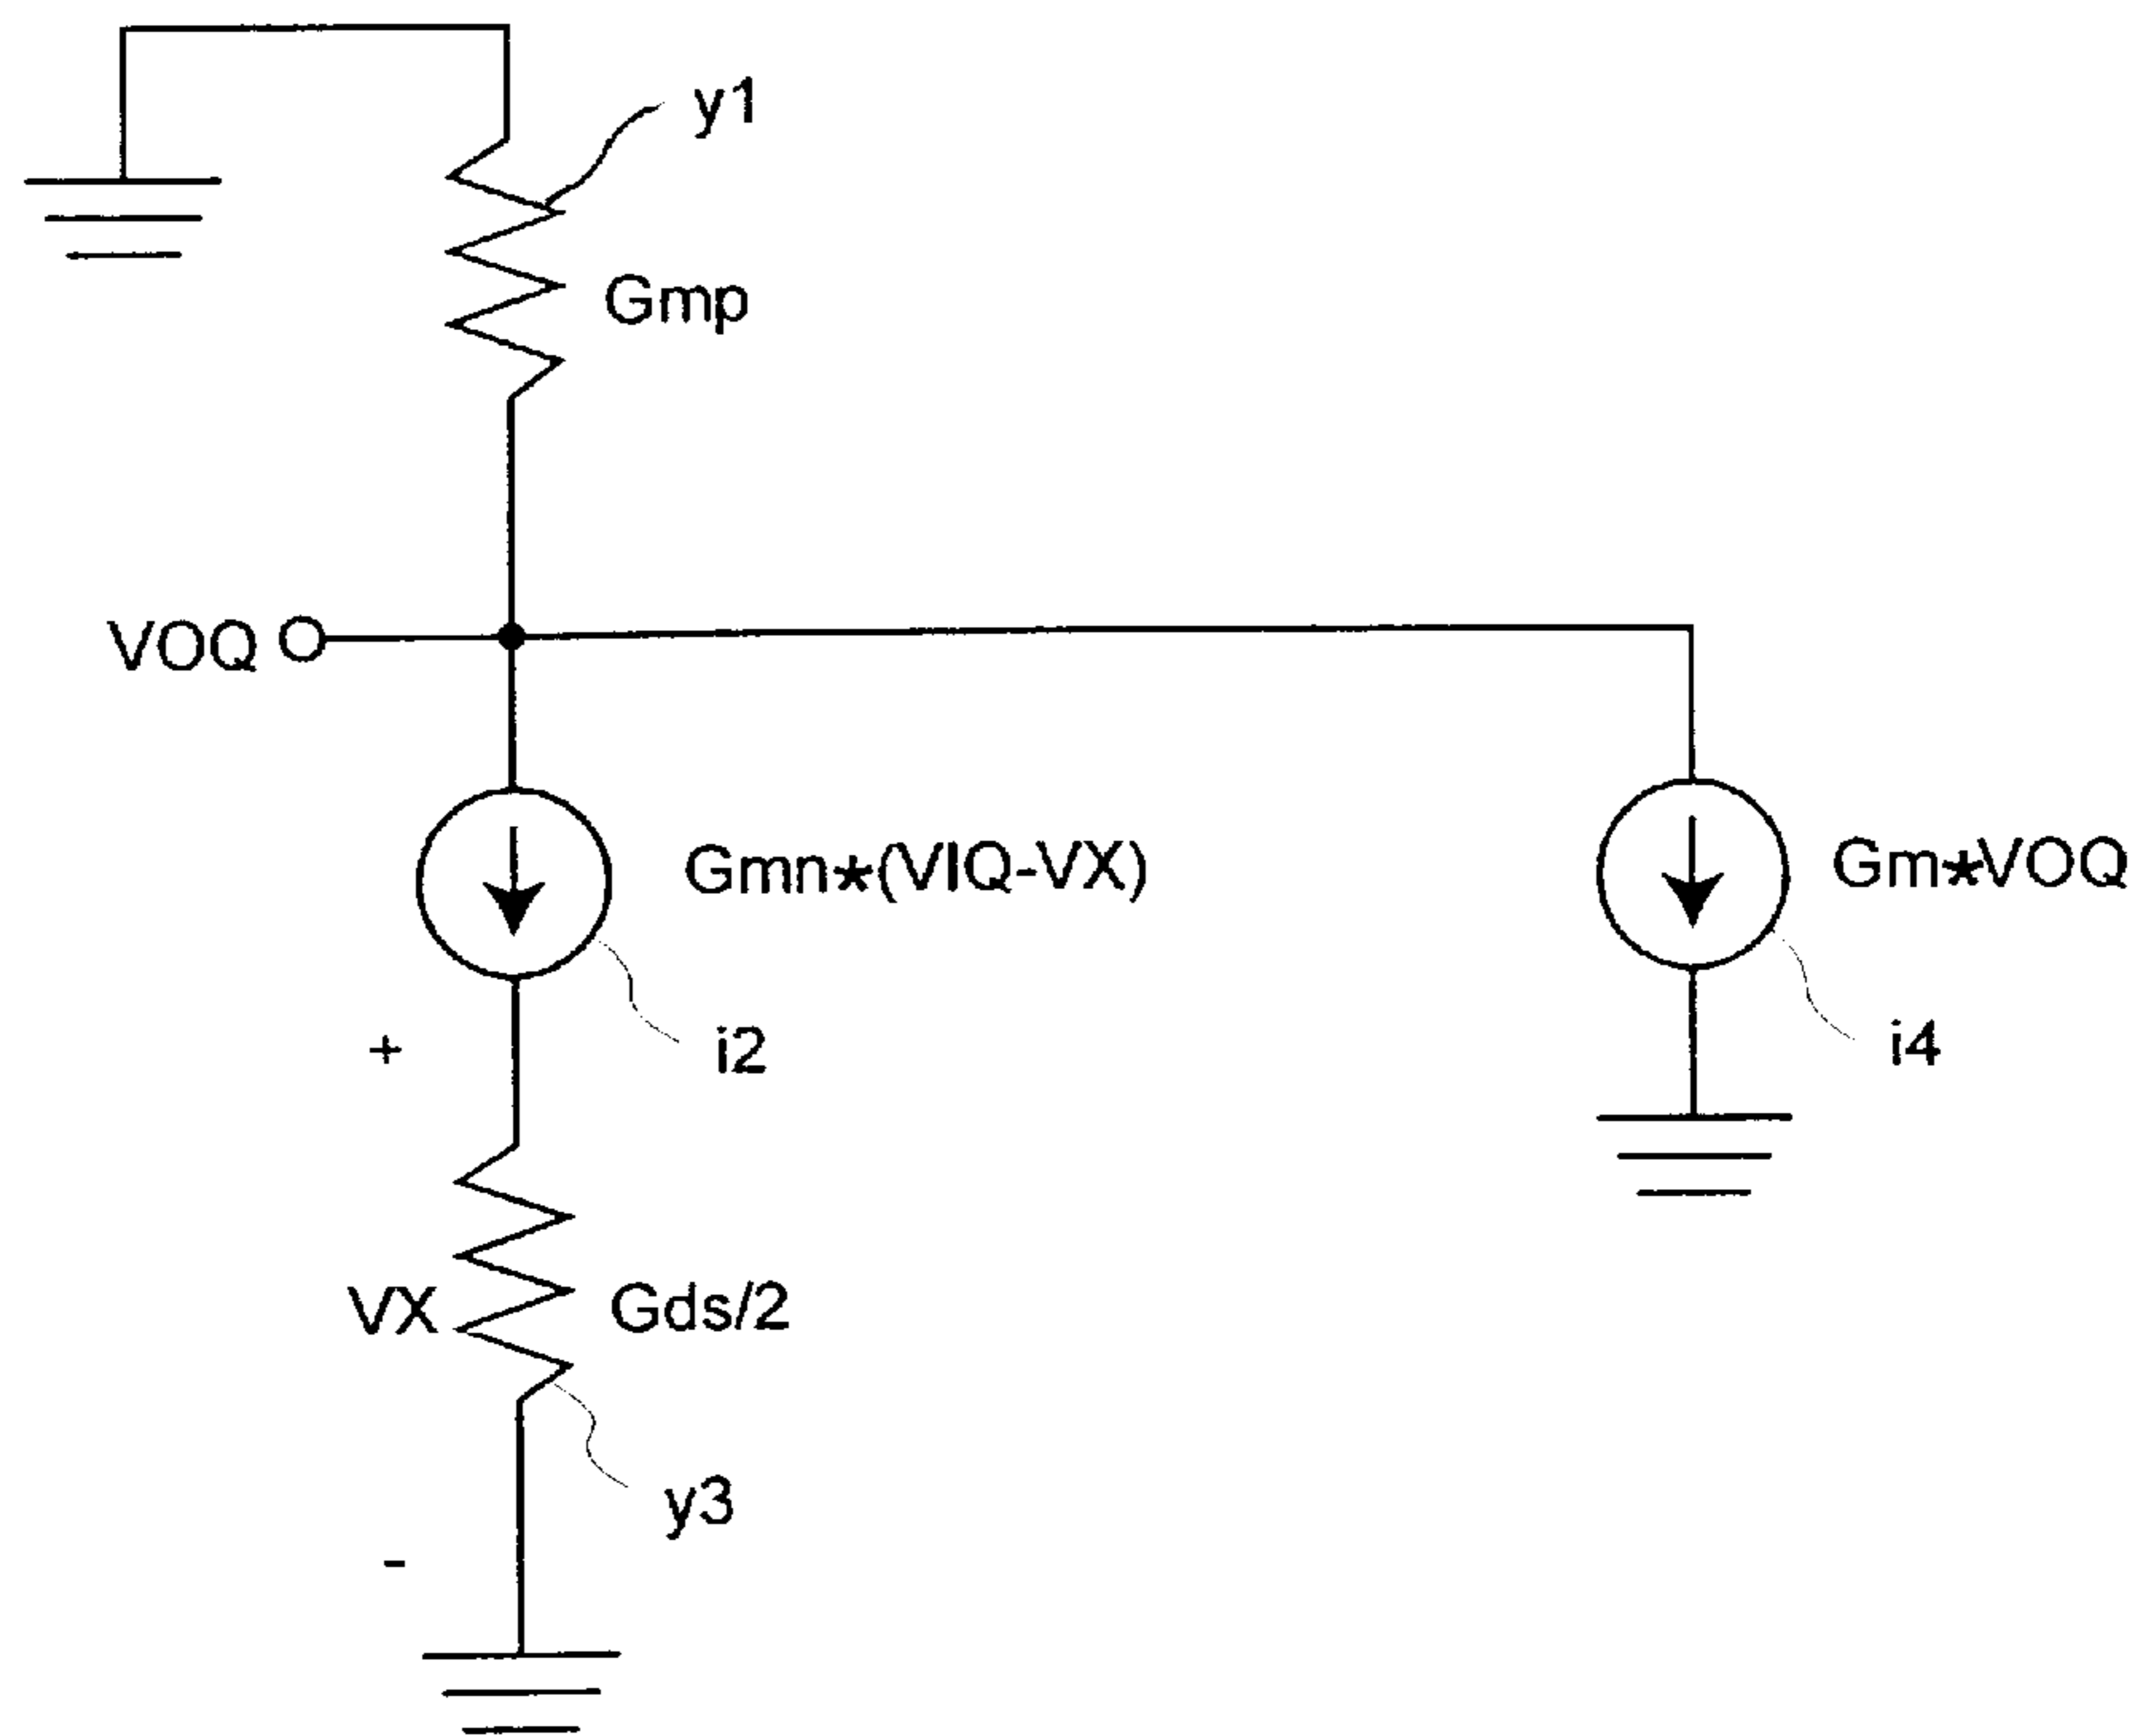 y1
Gmp
VOQ
Gmn*(VIQ-VX)
Gm*VOQ
+
i2
i4
VX
Gds/2
y3
-